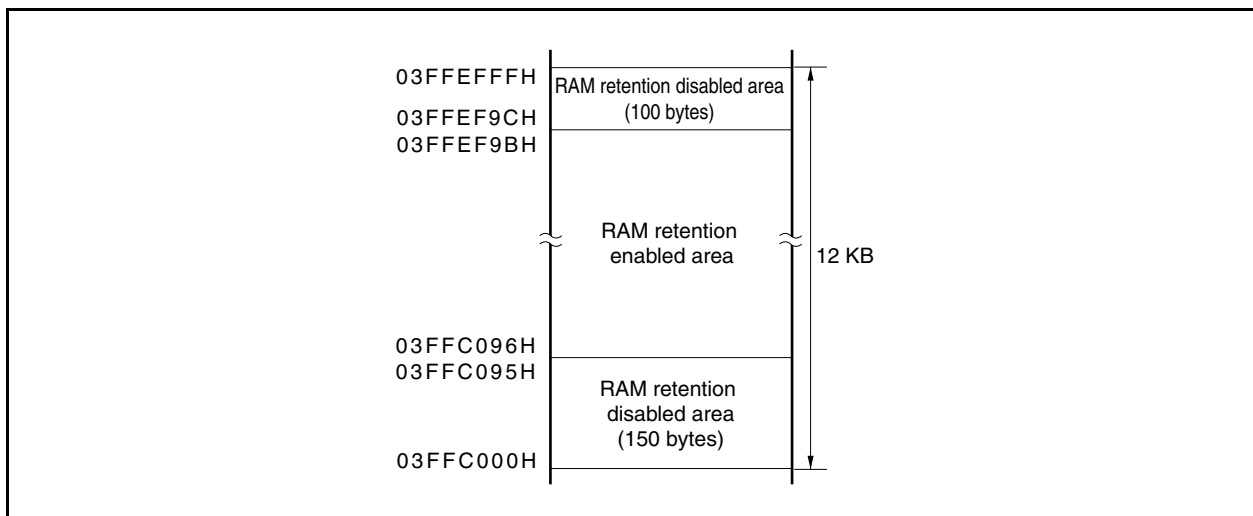 03FFEFFFH
RAM retention disabled area
(100 bytes)
03FFEF9CH
03FFEF9BH
RAM retention
enabled area
12 KB
03FFC096H
03FFC095H
RAM retention
disabled area
(150 bytes)
03FFC000H